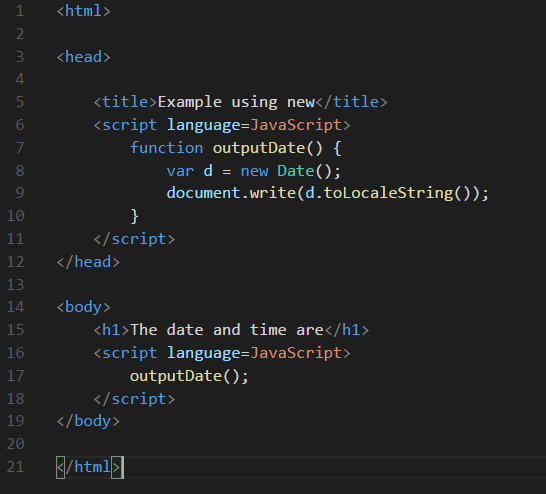 1 <html>
2
3 <head>
4
5     <title>Example using new</title>
6     <script language=JavaScript>
7         function outputDate() {
8             var d = new Date();
9             document.write(d.toLocaleString());
10         }
11     </script>
12 </head>
13
14 <body>
15     <h1>The date and time are</h1>
16     <script language=JavaScript>
17         outputDate();
18     </script>
19 </body>
20
21 </html>